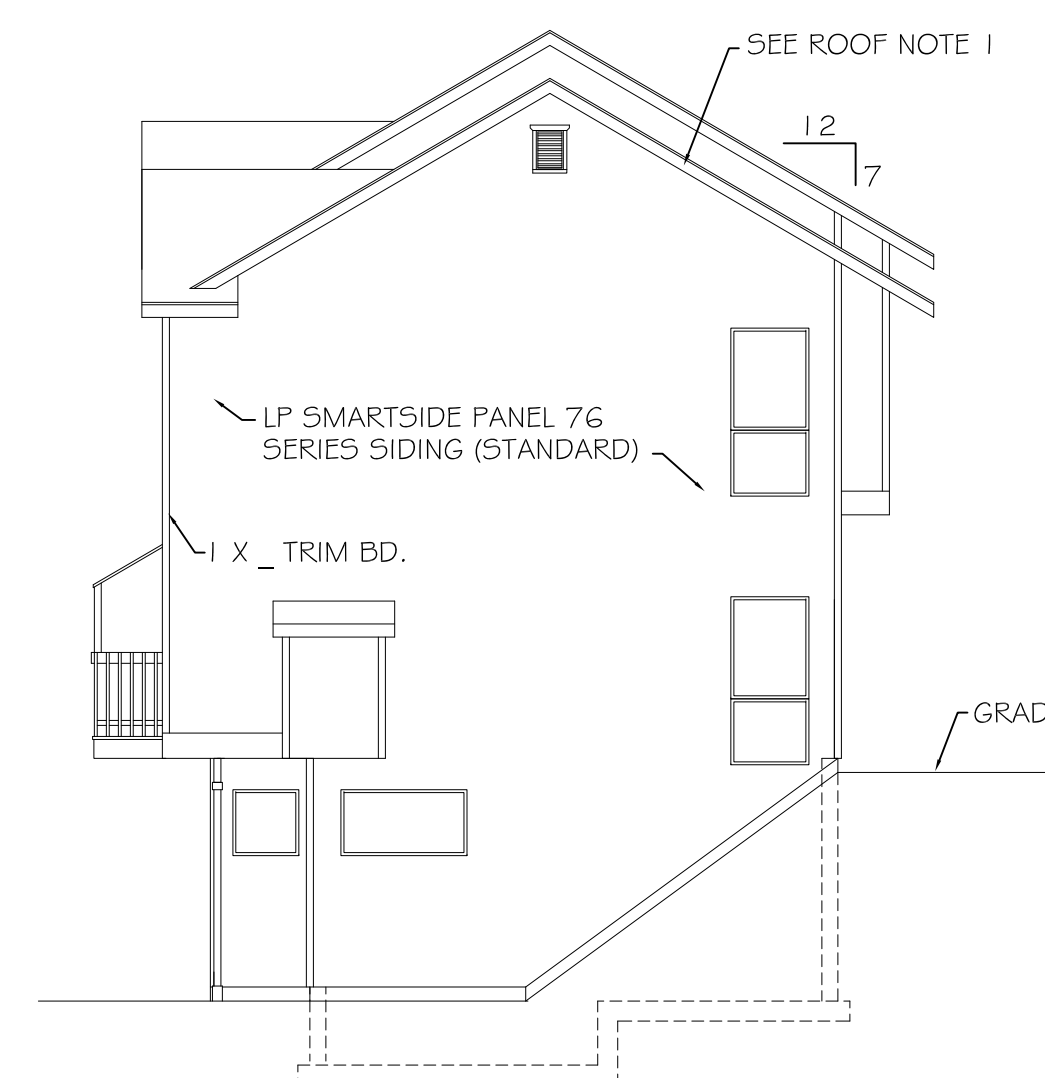 SEE ROOF NOTE 1
12
7
LP SMARTSIDE PANEL 76
SERIES SIDING (STANDARD)
1 X _ TRIM BD.
GRAD